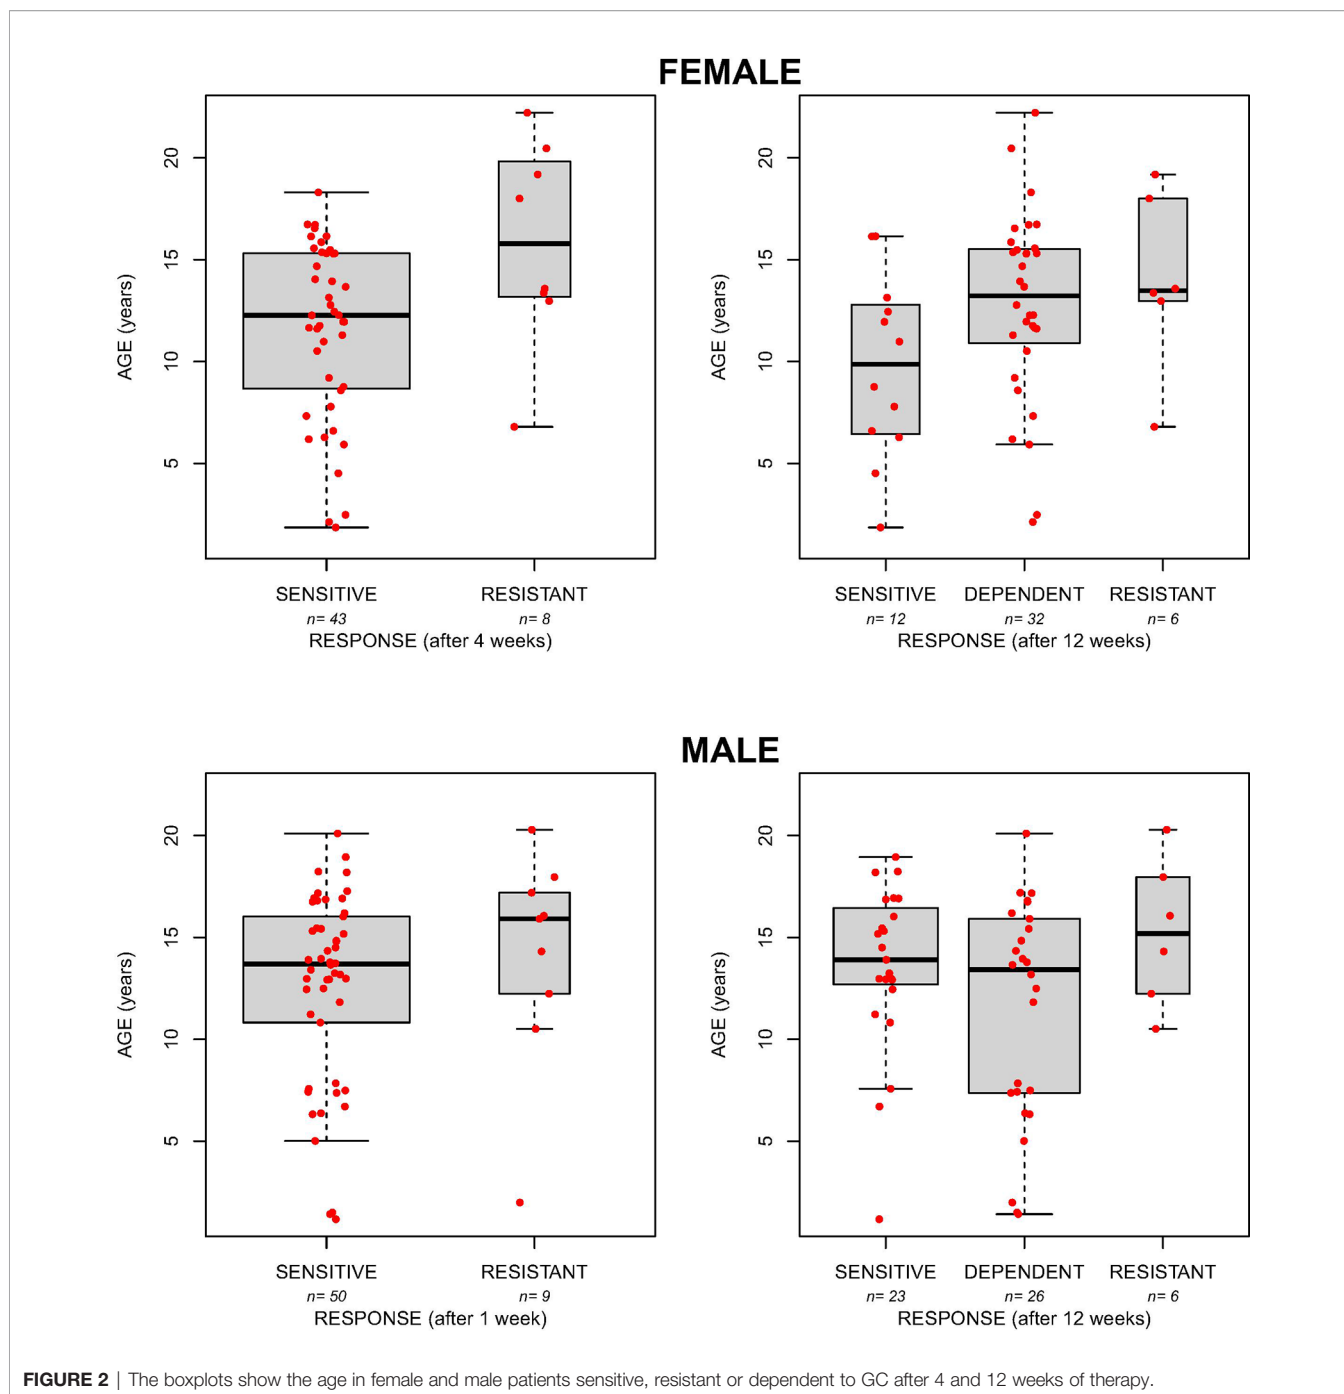 FEMALE
AGE (years)
20
15
10
5
SENSITIVE RESISTANT
n= 43 n= 8
RESPONSE (after 4 weeks)
AGE (years)
20
15
10
5
SENSITIVE DEPENDENT RESISTANT
n= 12 n= 32 n= 6
RESPONSE (after 12 weeks)
MALE
AGE (years)
20
15
10
5
SENSITIVE RESISTANT
n= 50 n= 9
RESPONSE (after 1 week)
AGE (years)
20
15
10
5
SENSITIVE DEPENDENT RESISTANT
n= 23 n= 26 n= 6
RESPONSE (after 12 weeks)
FIGURE 2 | The boxplots show the age in female and male patients sensitive, resistant or dependent to GC after 4 and 12 weeks of therapy.